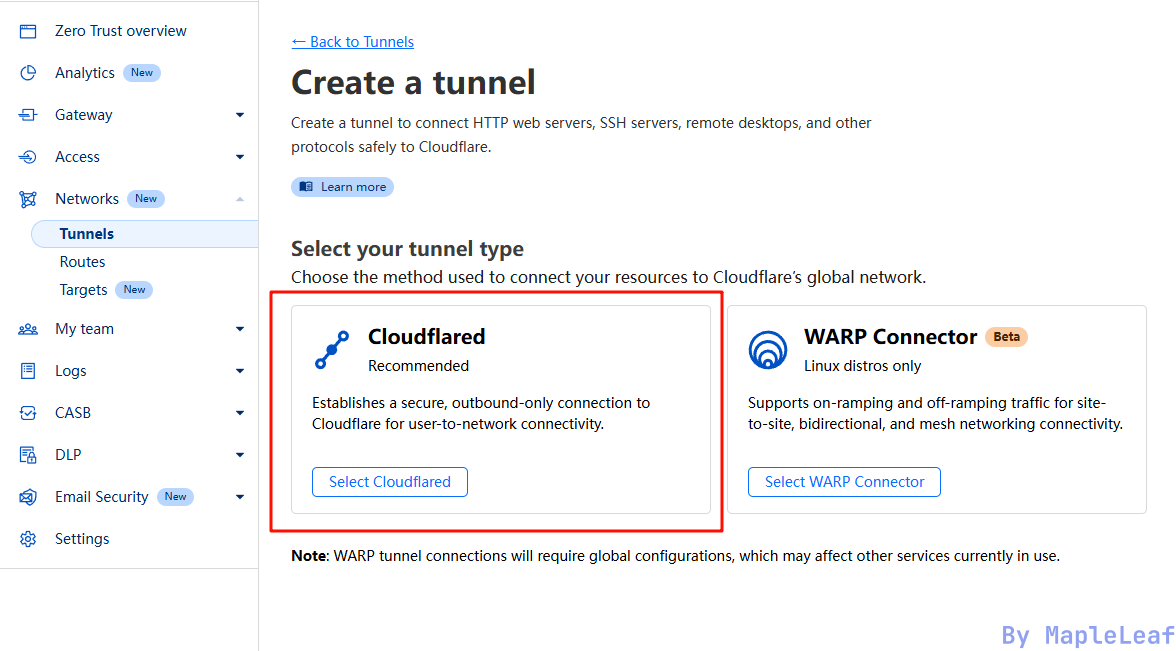 Zero Trust overview
Analytics New
Gateway
Access
Networks New
Tunnels
Routes
Targets New
My team
Logs
CASB
DLP
Email Security New
Settings
← Back to Tunnels
Create a tunnel
Create a tunnel to connect HTTP web servers, SSH servers, remote desktops, and other
protocols safely to Cloudflare.
Learn more
Select your tunnel type
Choose the method used to connect your resources to Cloudflare’s global network.
Cloudflared
Recommended
Establishes a secure, outbound-only connection to
Cloudflare for user-to-network connectivity.
Select Cloudflared
WARP Connector Beta
Linux distros only
Supports on-ramping and off-ramping traffic for site-
to-site, bidirectional, and mesh networking connectivity.
Select WARP Connector
Note: WARP tunnel connections will require global configurations, which may affect other services currently in use.
By MapleLeaf